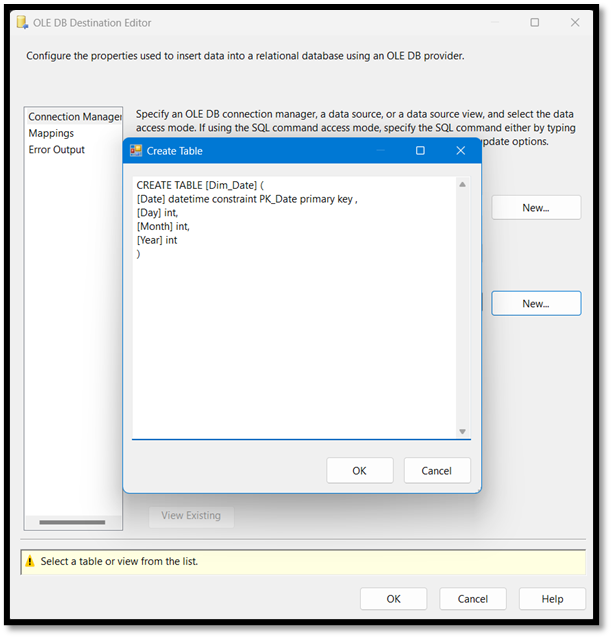 OLE DB Destination Editor
Configure the properties used to insert data into a relational database using an OLE DB provider.
Connection Manager
Mappings
Error Output
Specify an OLE DB connection manager, a data source, or a data source view, and select the data
access mode. If using the SQL command access mode, specify the SQL command either by typing
update options.
Create Table
CREATE TABLE [Dim_Date] (
[Date] datetime constraint PK_Date primary key ,
[Day] int,
[Month] int,
[Year] int
)
New...
New...
OK
Cancel
View Existing
Select a table or view from the list.
OK
Cancel
Help